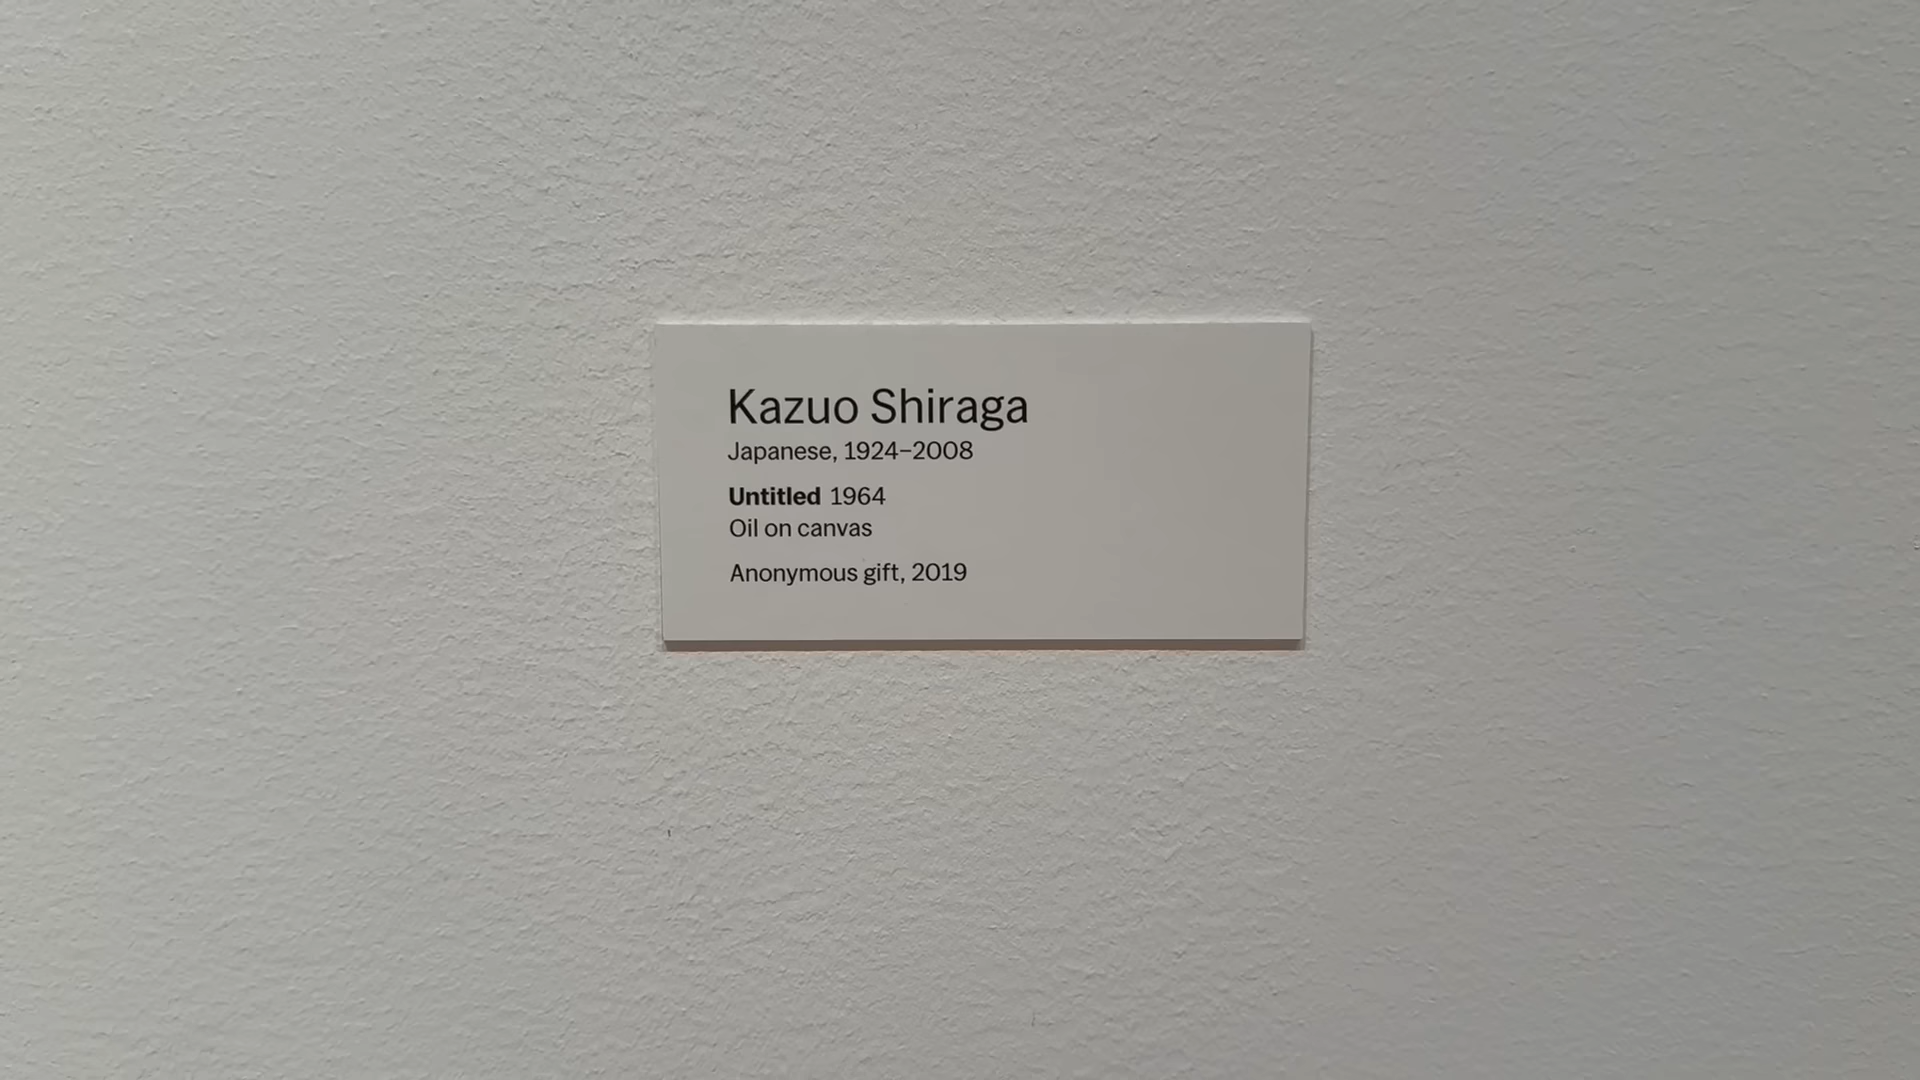 Kazuo Shiraga
Japanese, 1924–2008
Untitled 1964
Oil on canvas
Anonymous gift, 2019